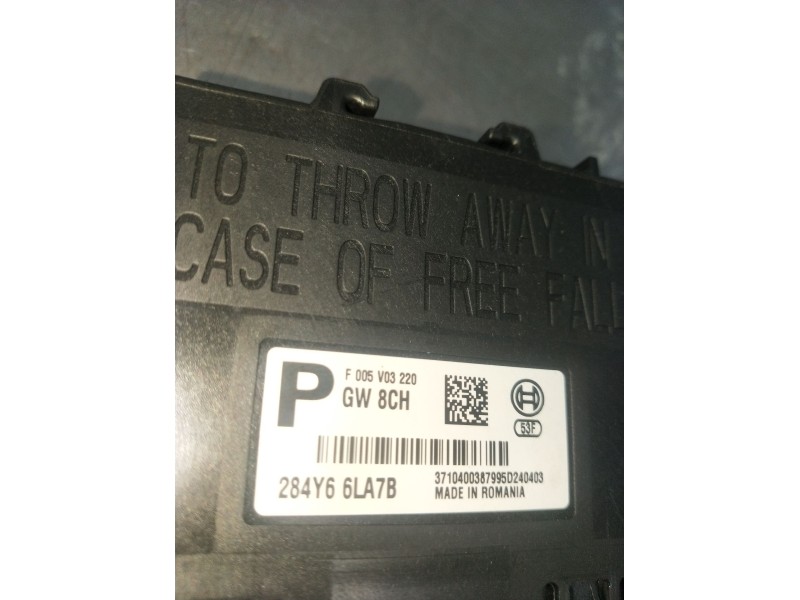 TO THROW AWAY IN
CASE OF FREE FALL
P
F 005 V03 220
GW 8CH
53F
284Y6 6LA7B
3710400387995D240403
MADE IN ROMANIA